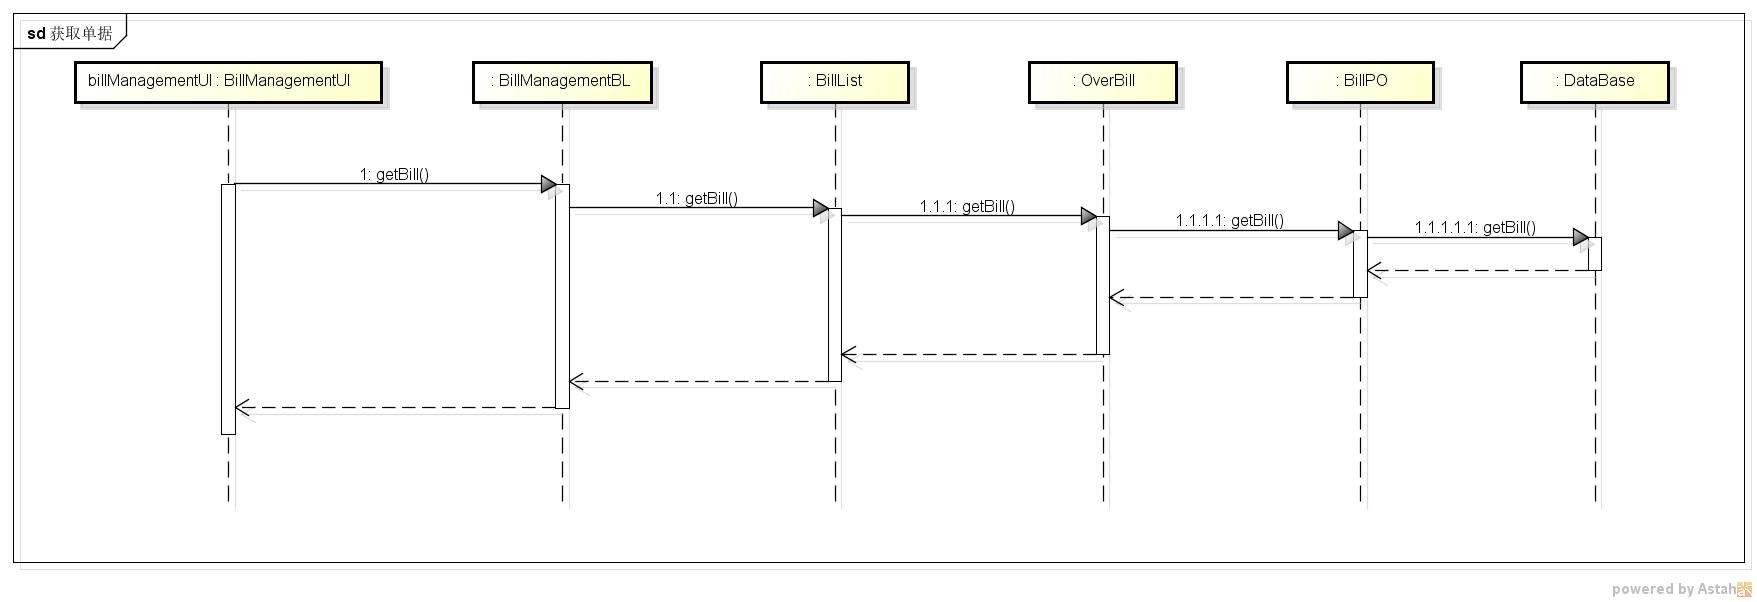 sd 获取单据
billManagementUI : BillManagementUI
: BillManagementBL
: BillList
: OverBill
: BillPO
: DataBase
1: getBill()
1.1: getBill()
1.1.1: getBill()
1.1.1.1: getBill()
1.1.1.1.1: getBill()
powered by Astah